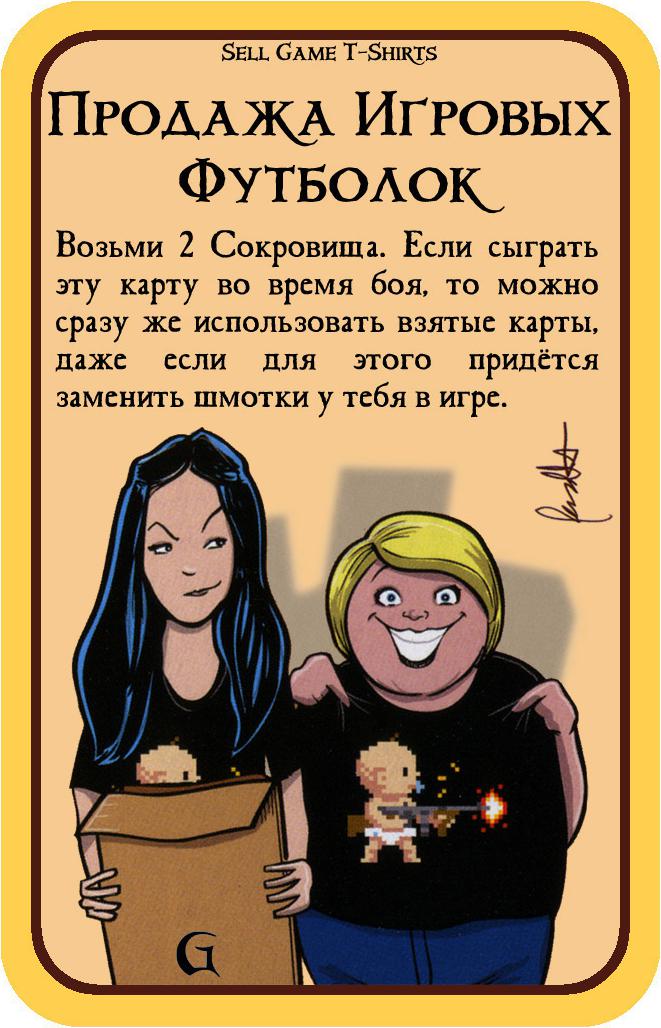 Sell Game T-Shirts
Продажа Игровых
Футболок
Возьми 2 Сокровища. Если сыграть
эту карту во время боя, то можно
сразу же использовать взятые карты,
даже если для этого придётся
заменить шмотки у тебя в игре.
G